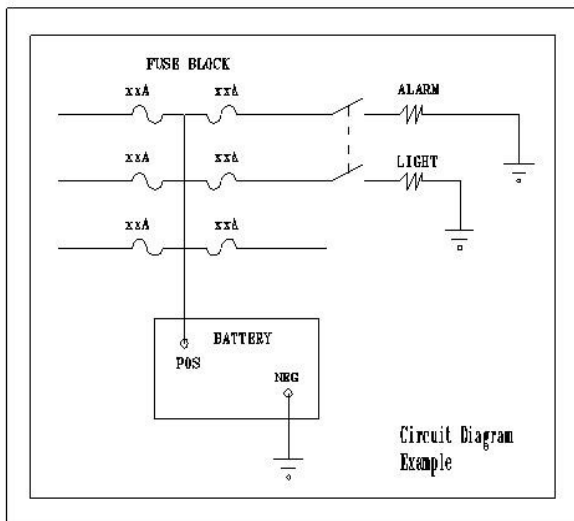 FUSE BLOCK
xxA xxA
ALARM
xxA xxA
LIGHT
xxA xxA
BATTERY
POS
NEG
Circuit Diagram
Example